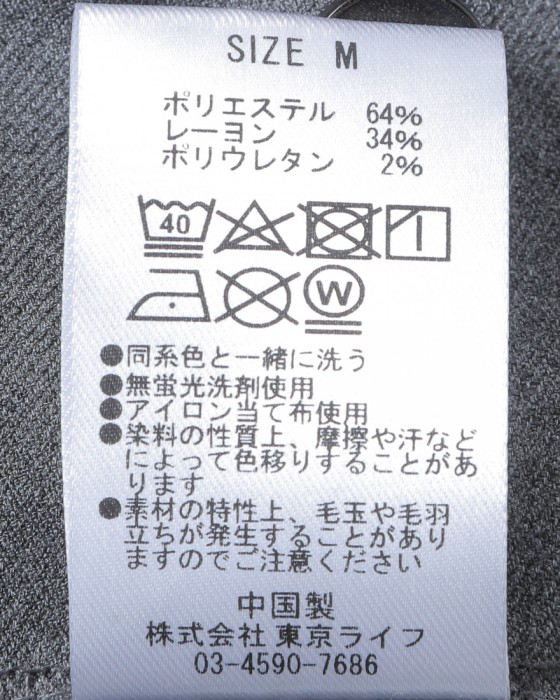 SIZE M
ポリエステル 64%
レーヨン 34%
ポリウレタン 2%
40
W
●同系色と一緒に洗う
●無蛍光洗剤使用
●アイロン当て布使用
●染料の性質上、摩擦や汗など
によって色移りすることがあ
ります
●素材の特性上、毛玉や毛羽
立ちが発生することがあり
ますのでご注意ください
中国製
株式会社 東京ライフ
03-4590-7686